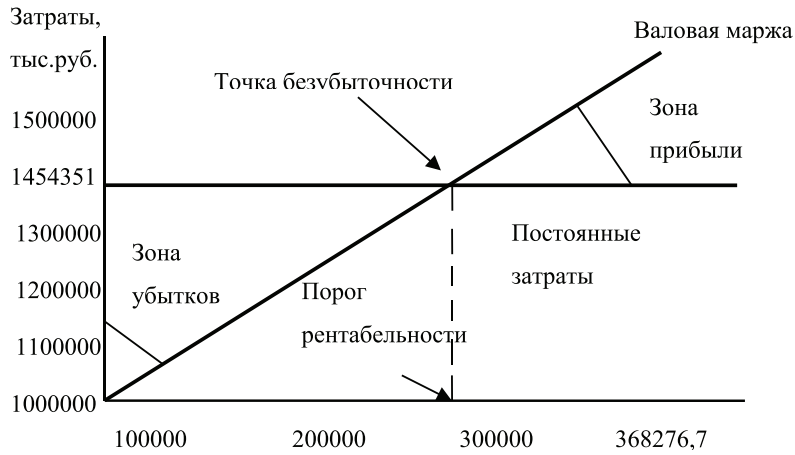 Затраты,
тыс.руб.
Валовая маржа
Точка безубыточности
Зона
прибыли
1500000
1454351
1300000
1200000
1100000
1000000
Зона
убытков
Порог
рентабельности
Постоянные
затраты
100000
200000
300000
368276,7